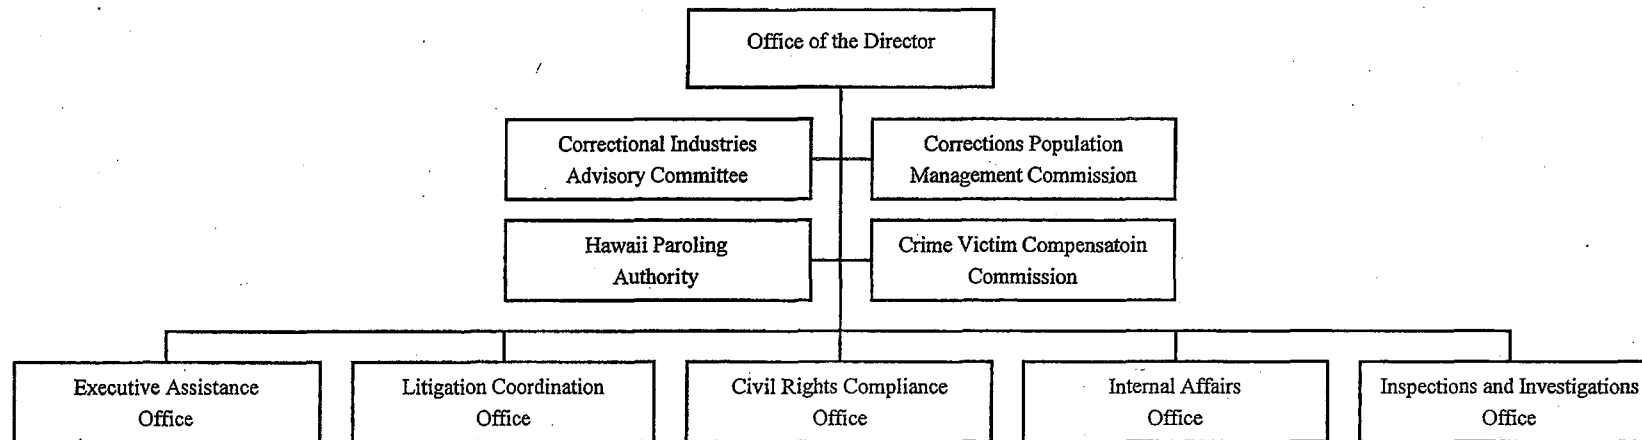 Office of the Director
Correctional Industries
Advisory Committee
Corrections Population
Management Commission
Hawaii Paroling
Authority
Crime Victim Compensatoin
Commission
Executive Assistance
Office
Litigation Coordination
Office
Civil Rights Compliance
Office
Internal Affairs
Office
Inspections and Investigations
Office